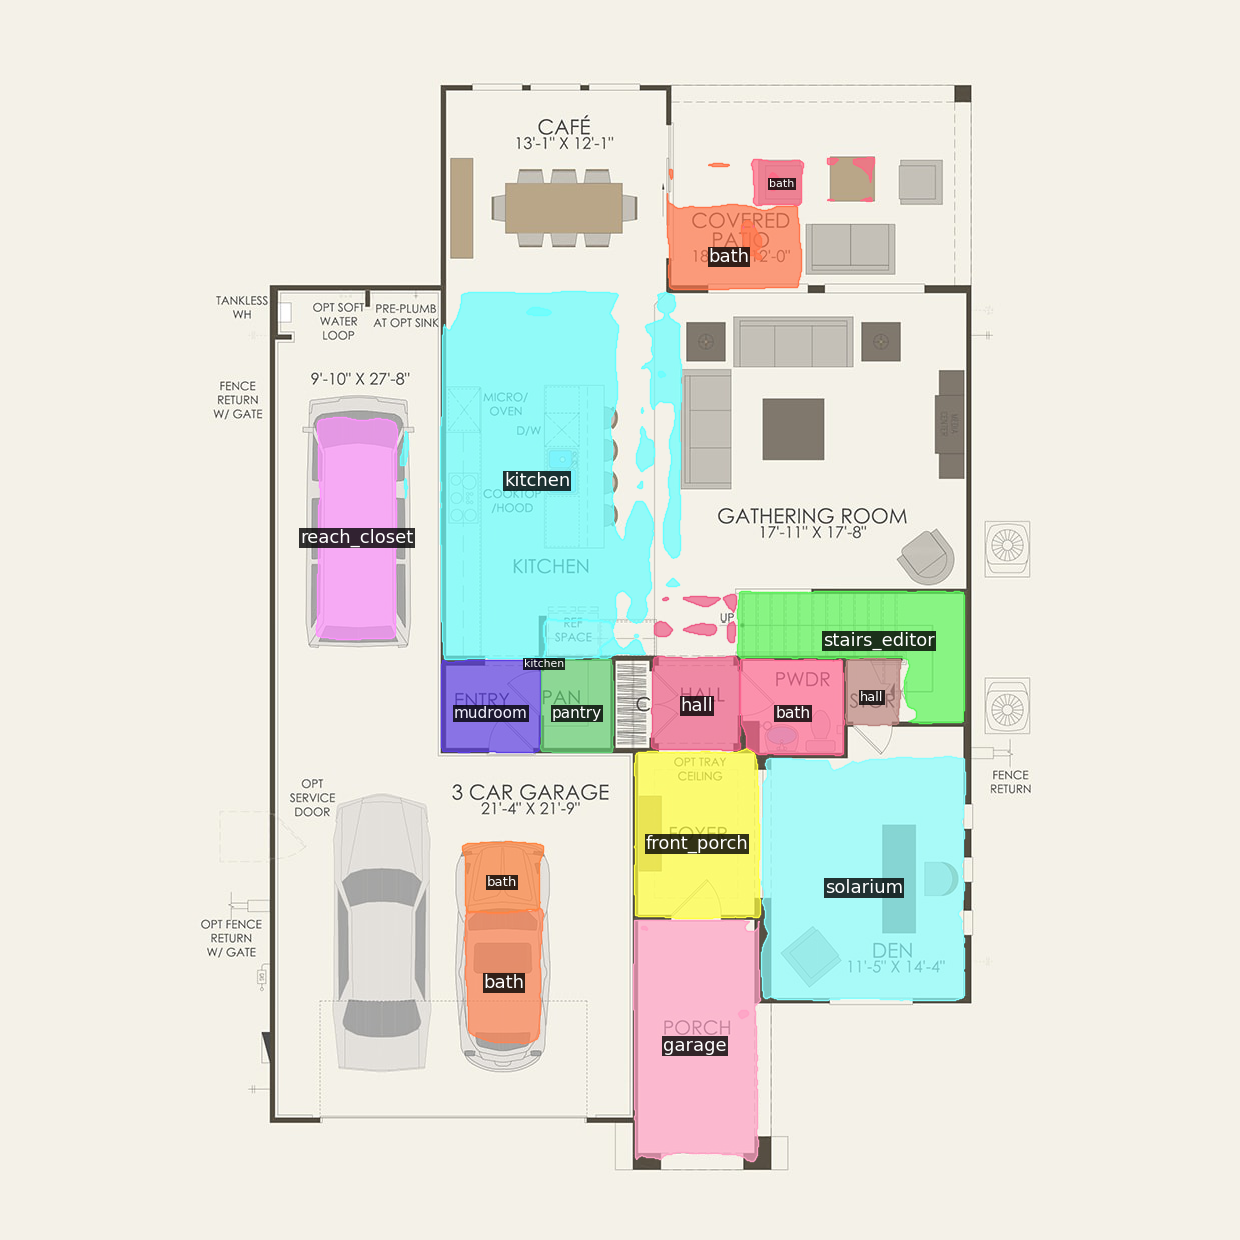 CAFÉ
13'-1" X 12'-1"
bath
COVERED
PATIO
bath
TANKLESS
WH
OPT SOFT
WATER
LOOP
PRE-PLUMB
AT OPT SINK
9'-10" X 27'-8"
FENCE
RETURN
W/ GATE
MICRO/
OVEN
D/W
kitchen
COOKTOP
/HOOD
MEDIA
CENTER
GATHERING ROOM
17'-11" X 17'-8"
reach_closet
KITCHEN
REF
SPACE
UP
stairs_editor
kitchen
ENTRY
mudroom
PAN
pantry
C
HALL
hall
PWDR
bath
hall
OPT TRAY
CEILING
FENCE
RETURN
OPT
SERVICE
DOOR
3 CAR GARAGE
21'-4" X 21'-9"
FOYER
front_porch
bath
solarium
OPT FENCE
RETURN
W/ GATE
DEN
11'-5" X 14'-4"
bath
PORCH
garage